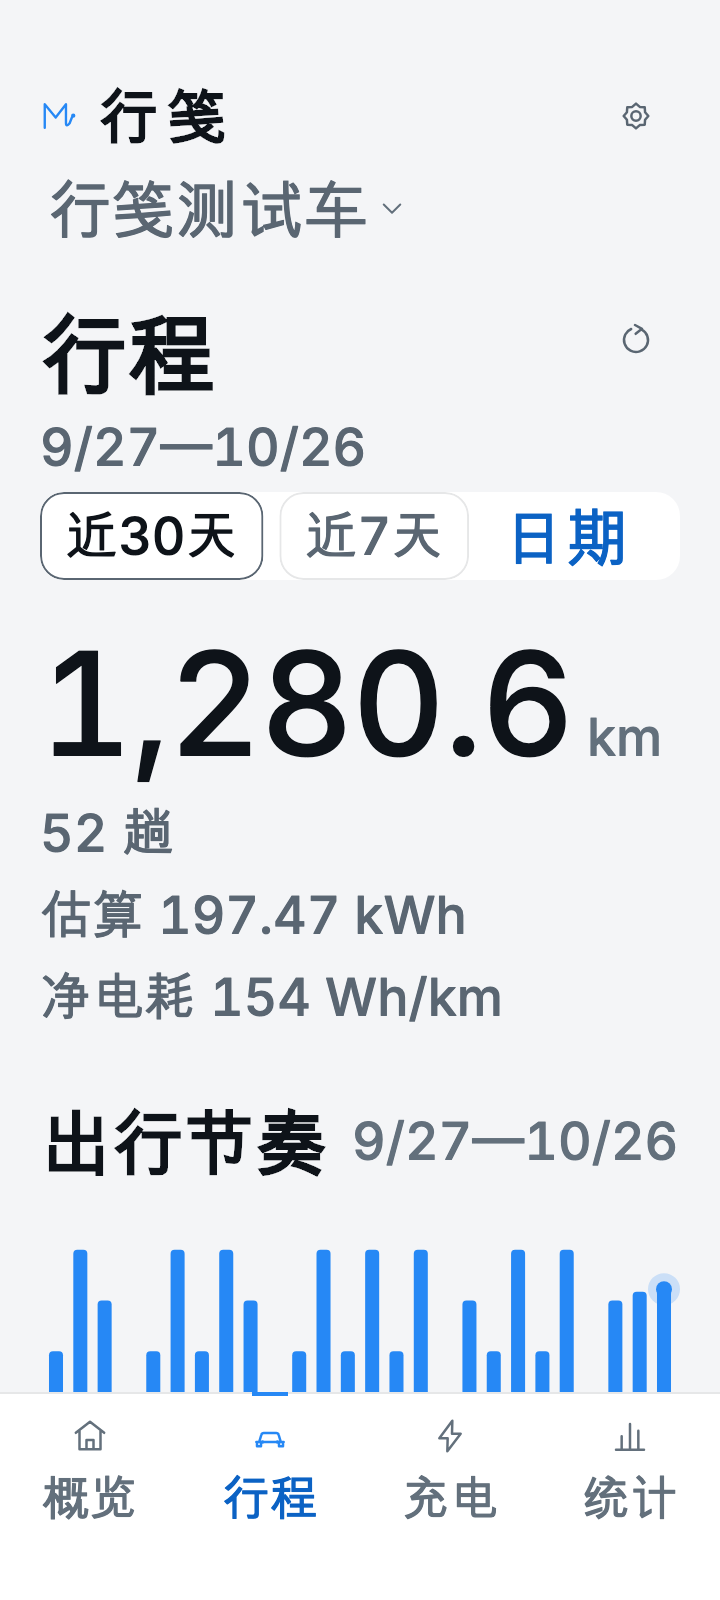 行笺
行笺测试车
行程
9/27—10/26
近30天 近7天 日期
1,280.6 km
52 趟
估算 197.47 kWh
净电耗 154 Wh/km
出行节奏 9/27—10/26
概览 行程 充电 统计